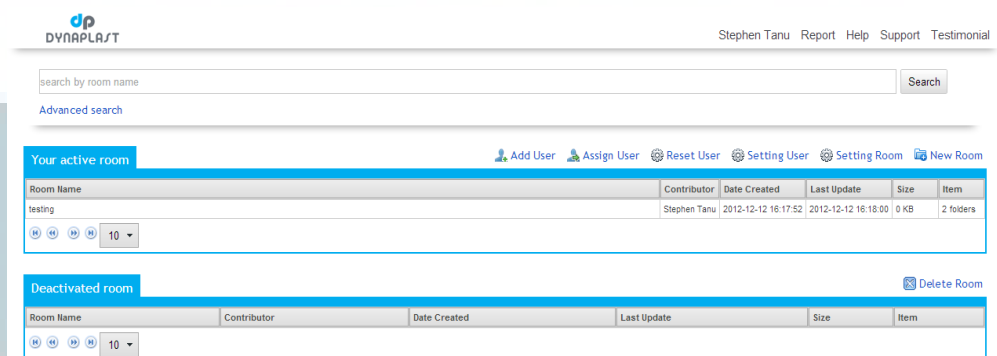 dp
DYNAPLAST
Stephen Tanu Report Help Support Testimonial
search by room name Search
Advanced search
Your active room Add User Assign User Reset User Setting User Setting Room New Room
Room Name Contributor Date Created Last Update Size Item
testing Stephen Tanu 2012-12-12 16:17:52 2012-12-12 16:18:00 0 KB 2 folders
10
Deactivated room Delete Room
Room Name Contributor Date Created Last Update Size Item
10